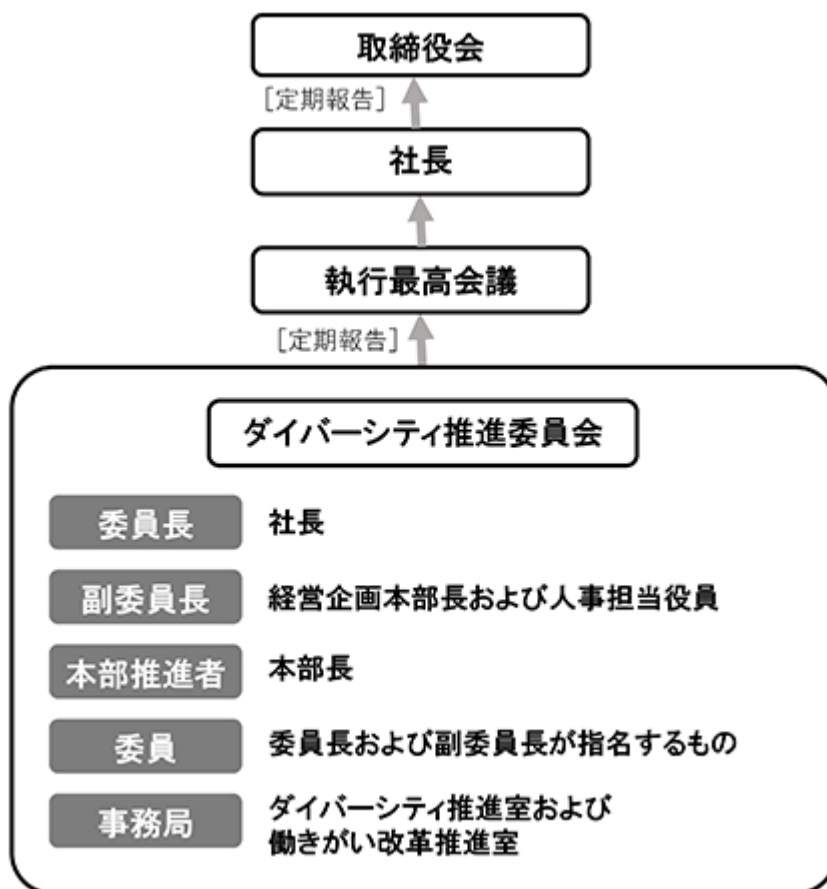 取締役会
［定期報告］
社長
執行最高会議
［定期報告］
ダイバーシティ推進委員会
委員長 社長
副委員長 経営企画本部長および人事担当役員
本部推進者 本部長
委員 委員長および副委員長が指名するもの
事務局 ダイバーシティ推進室および
働きがい改革推進室